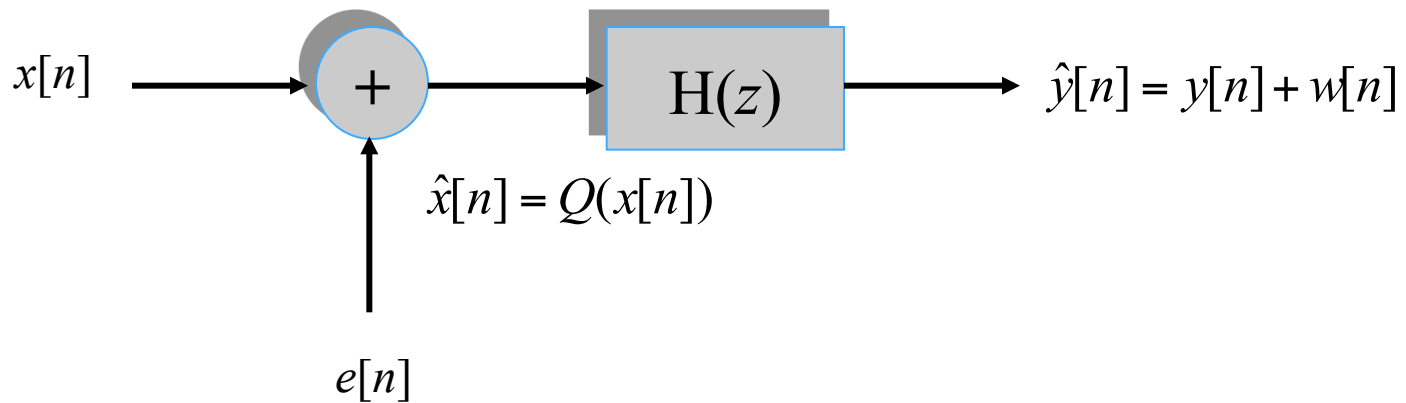 x[n]
+
H(z)
ŷ[n] = y[n] + w[n]
x̂[n] = Q(x[n])
e[n]